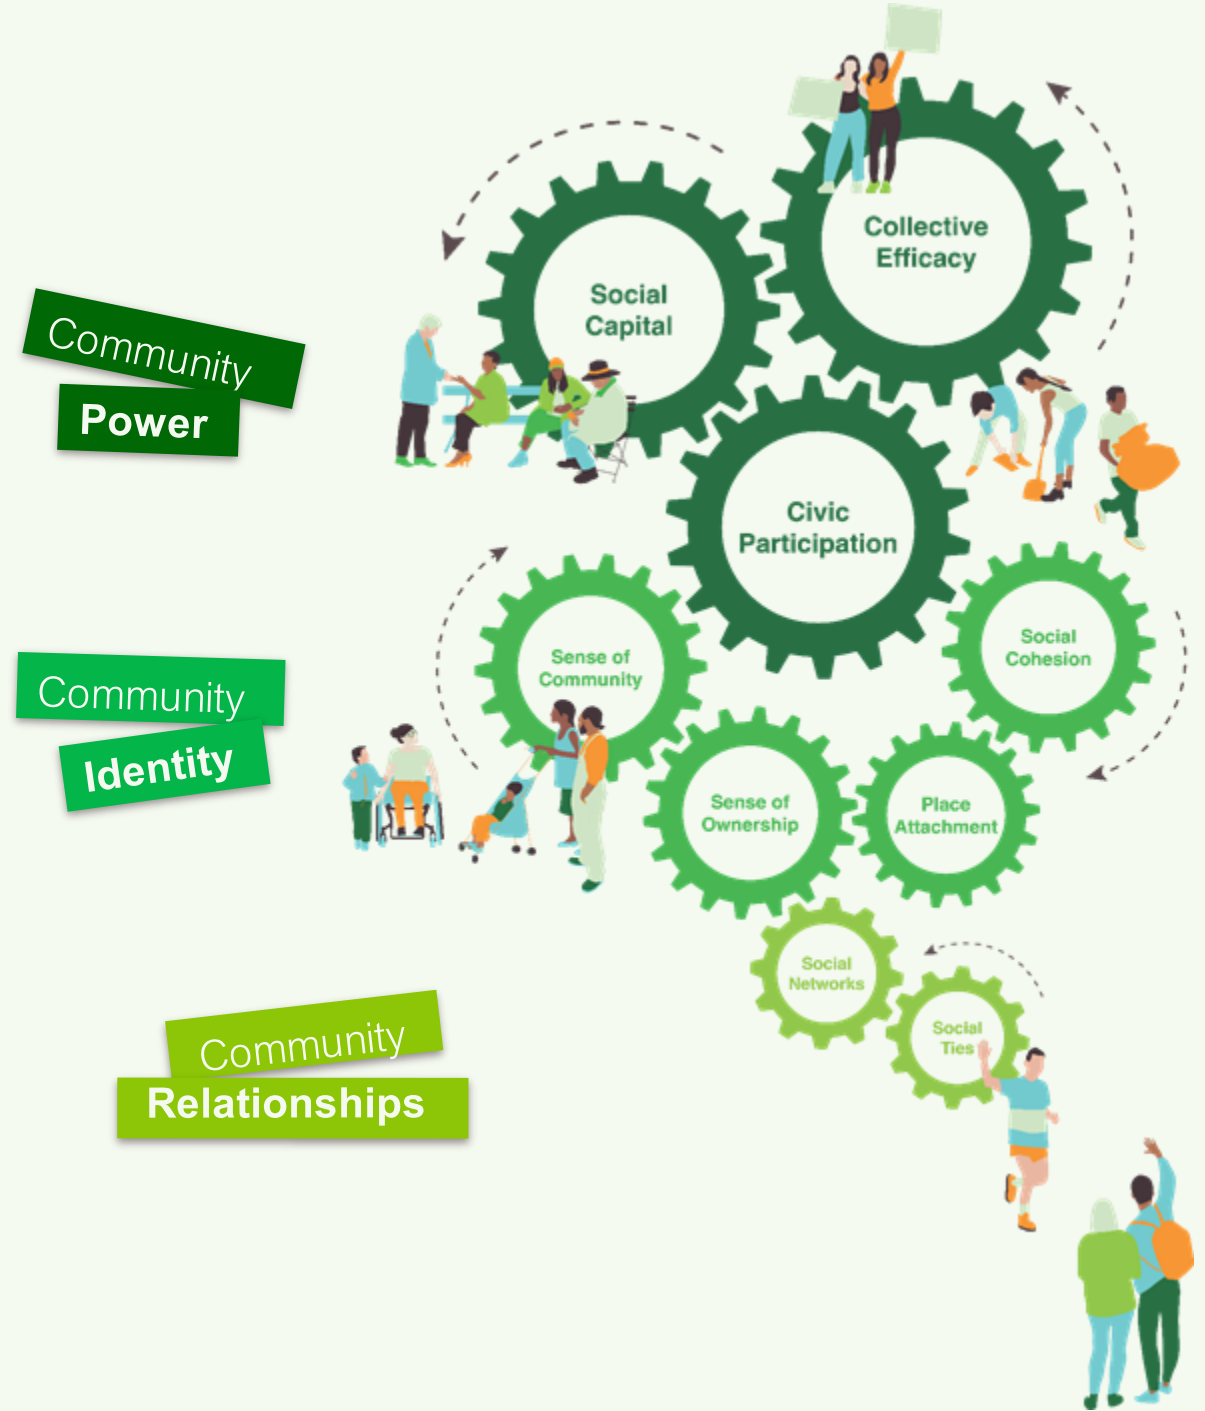 Collective
Efficacy
Social
Capital
Community
Power
Civic
Participation
Social
Cohesion
Sense of
Community
Community
Identity
Sense of
Ownership
Place
Attachment
Social
Networks
Social
Ties
Community
Relationships